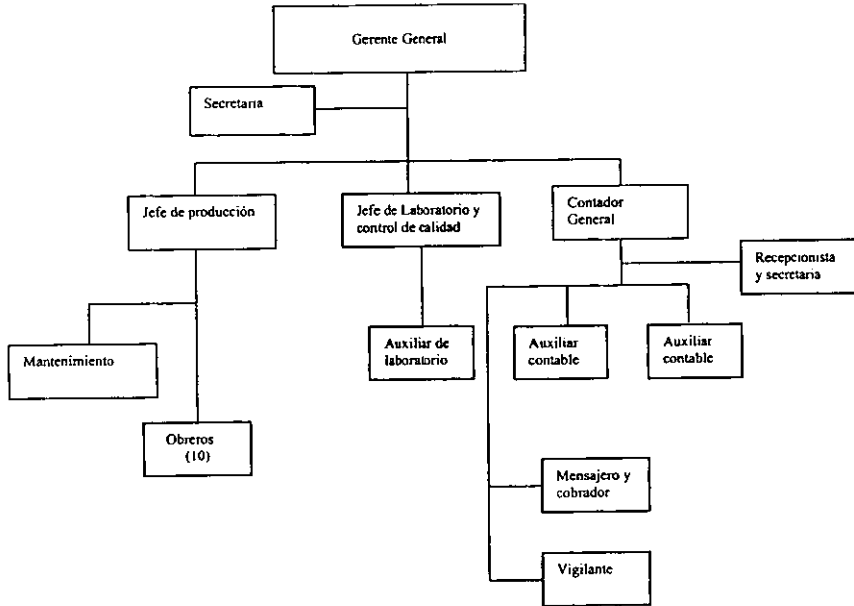 Gerente General
Secretaria
Jefe de producción
Jefe de Laboratorio y
control de calidad
Contador
General
Recepcionista
y secretaria
Mantenimiento
Auxiliar de
laboratorio
Auxiliar
contable
Auxiliar
contable
Obreros
(10)
Mensajero y
cobrador
Vigilante